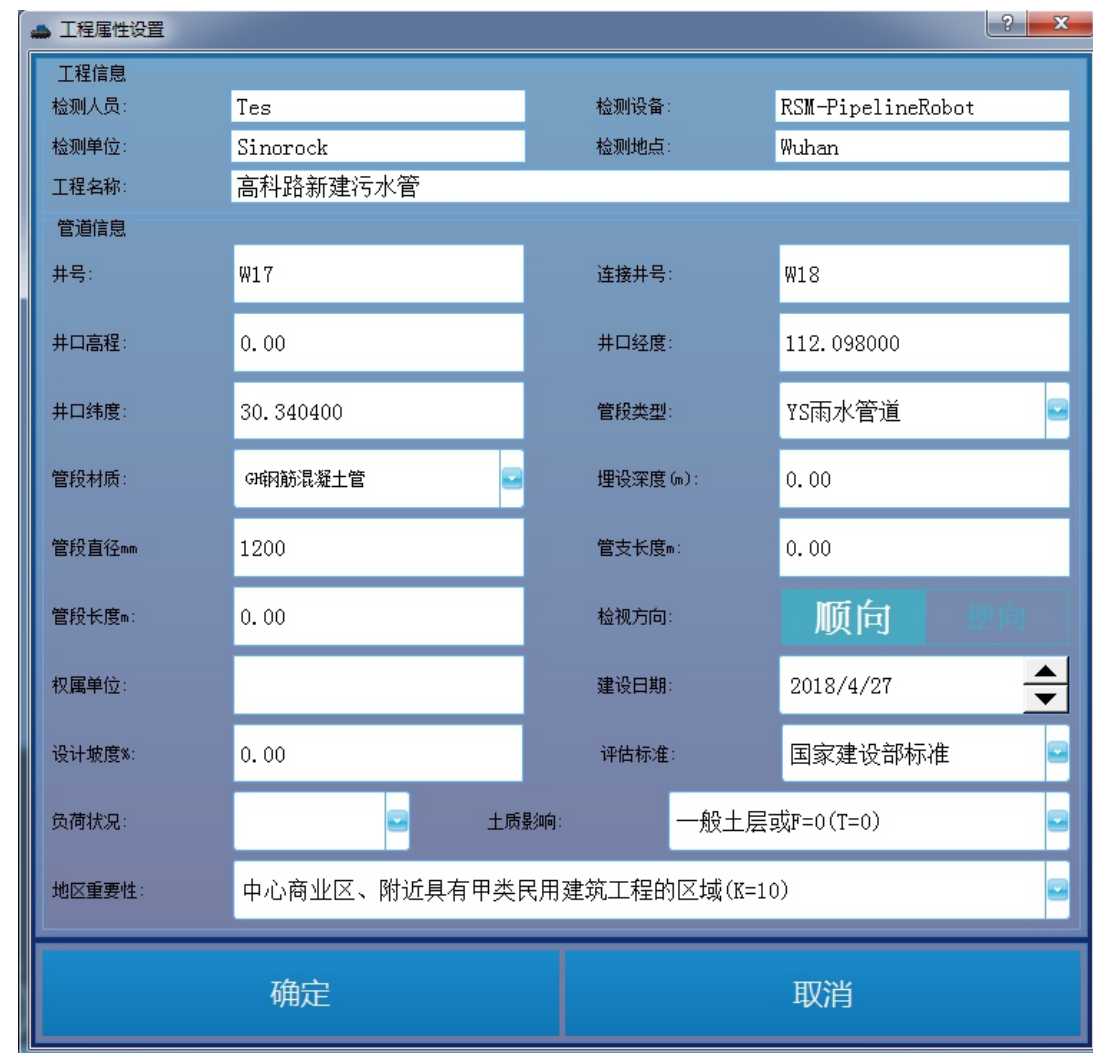 工程属性设置
工程信息
检测人员: Tes 检测设备: RSM-PipelineRobot
检测单位: Sinorock 检测地点: Wuhan
工程名称: 高科路新建污水管
管道信息
井号: W17 连接井号: W18
井口高程: 0.00 井口经度: 112.098000
井口纬度: 30.340400 管段类型: YS雨水管道
管段材质: GH钢筋混凝土管 埋设深度(m): 0.00
管段直径mm 1200 管支长度m: 0.00
管段长度m: 0.00 检视方向: 顺向 逆向
权属单位: 建设日期: 2018/4/27
设计坡度%: 0.00 评估标准: 国家建设部标准
负荷状况: 土质影响: 一般土层或F=0(T=0)
地区重要性: 中心商业区、附近具有甲类民用建筑工程的区域(K=10)
确定 取消